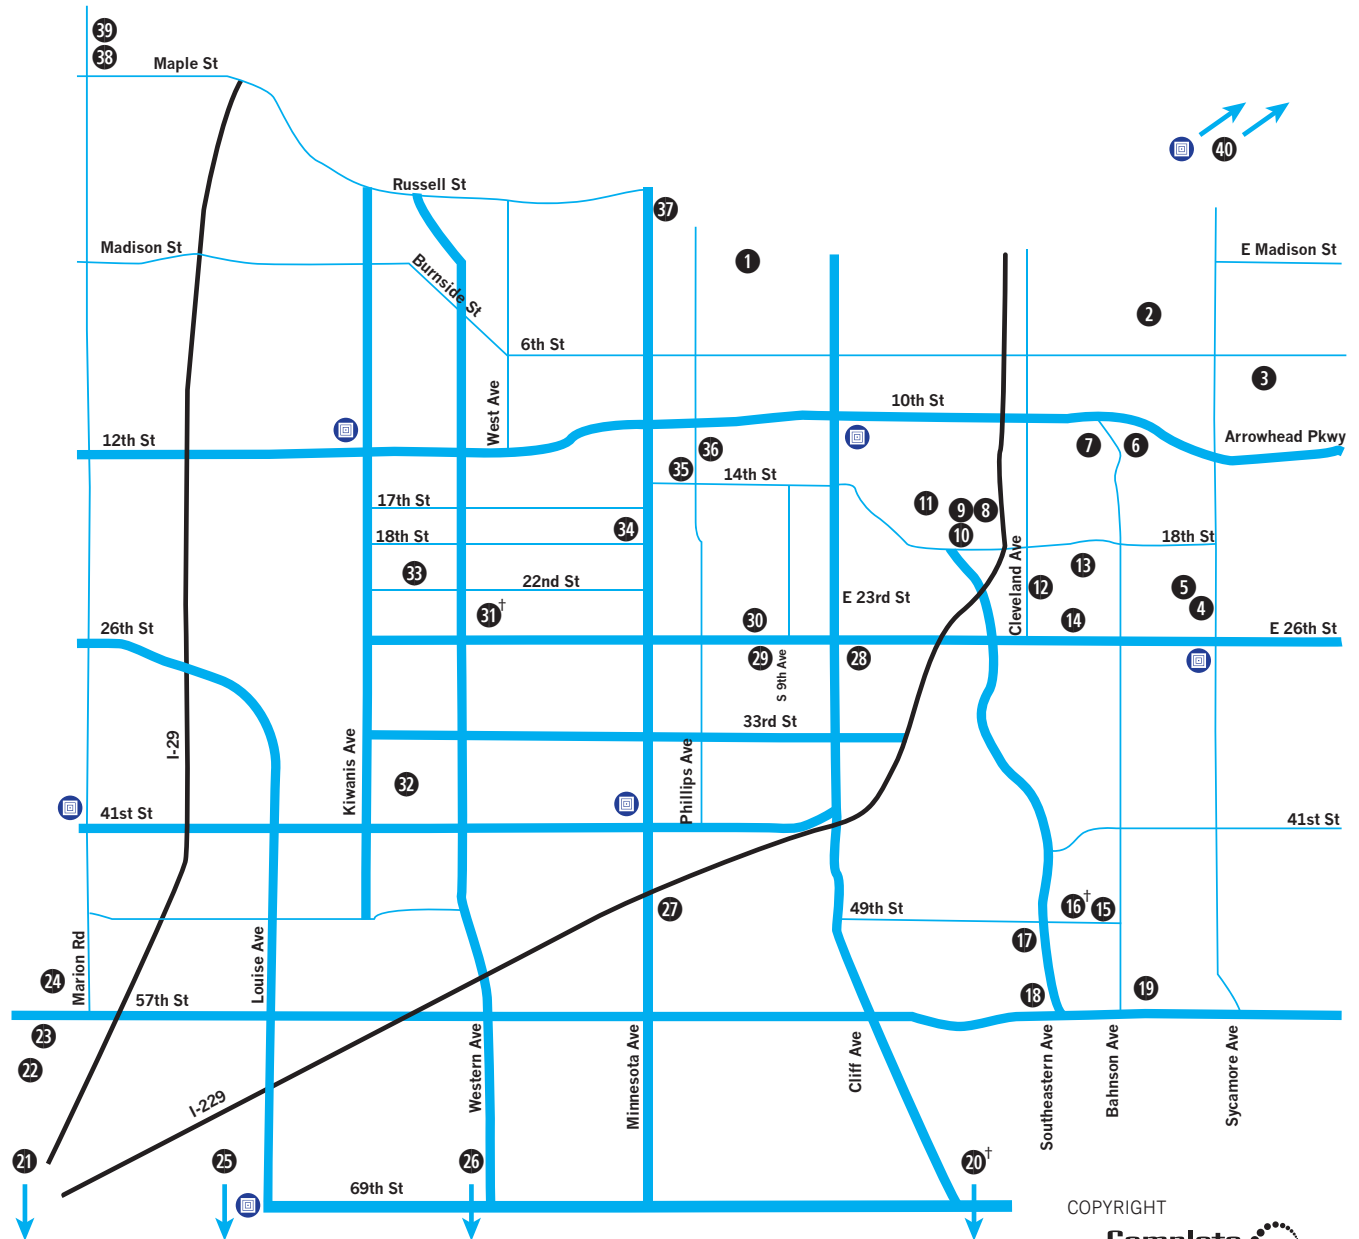 39
38
Maple St
40
Russell St
37
Madison St
1
E Madison St
Burnside St
2
6th St
3
West Ave
10th St
12th St
Arrowhead Pkwy
36
7
6
35
14th St
17th St
11
9
8
34
10
18th St
18th St
Cleveland Ave
33
22nd St
13
12
5
4
31†
E 23rd St
30
14
26th St
E 26th St
29
S 9th Ave
28
33rd St
I-29
Kiwanis Ave
32
Phillips Ave
41st St
41st St
27
49th St
16†
15
17
Marion Rd
Louise Ave
24
57th St
18
19
23
22
Western Ave
Minnesota Ave
Cliff Ave
Southeastern Ave
Bahnson Ave
Sycamore Ave
I-229
21
25
26
20†
69th St
COPYRIGHT
Complete